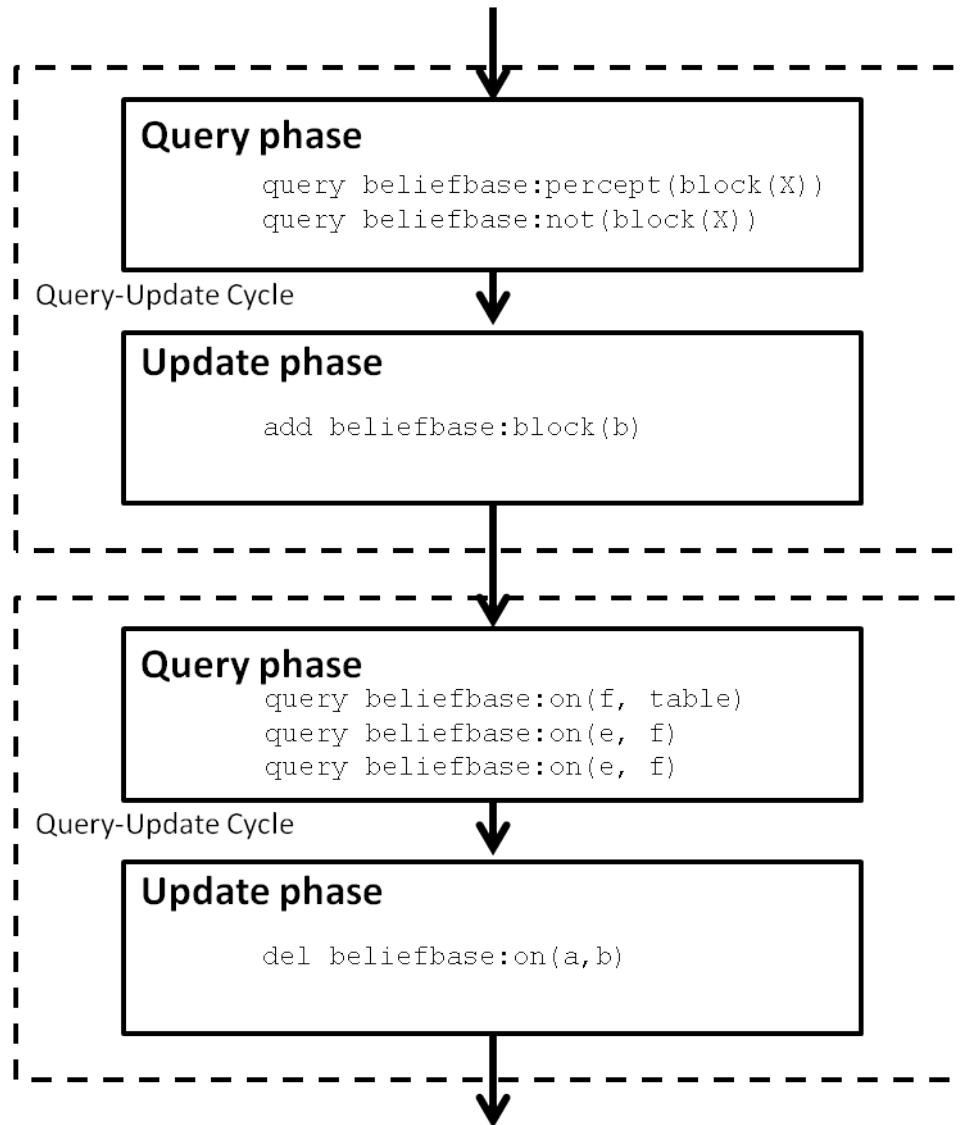 Query phase
query beliefbase:percept(block(X))
query beliefbase:not(block(X))
Query-Update Cycle
Update phase
add beliefbase:block(b)
Query phase
query beliefbase:on(f, table)
query beliefbase:on(e, f)
query beliefbase:on(e, f)
Query-Update Cycle
Update phase
del beliefbase:on(a,b)